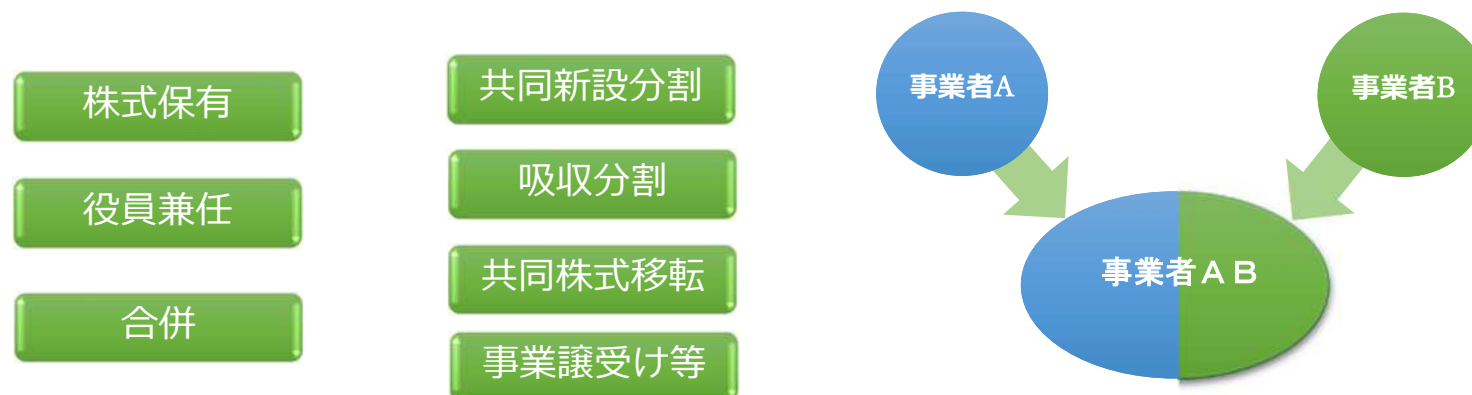 株式保有
役員兼任
合併
共同新設分割
吸収分割
共同株式移転
事業譲受け等
事業者A
事業者B
事業者ＡＢ